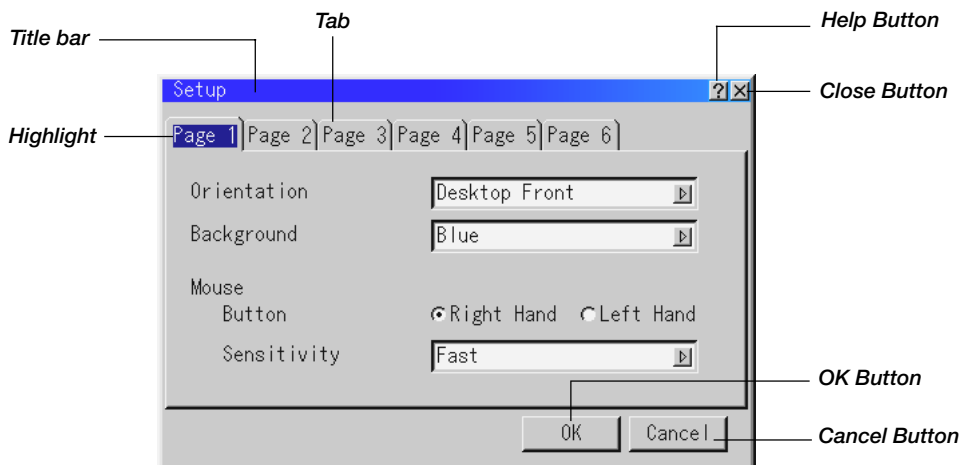 Help Button
Tab
Title bar
Setup
? ×
Close Button
Highlight
Page 1 Page 2 Page 3 Page 4 Page 5 Page 6
Orientation Desktop Front
Background Blue
Mouse
Button Right Hand Left Hand
Sensitivity Fast
OK Button
OK Cancel
Cancel Button